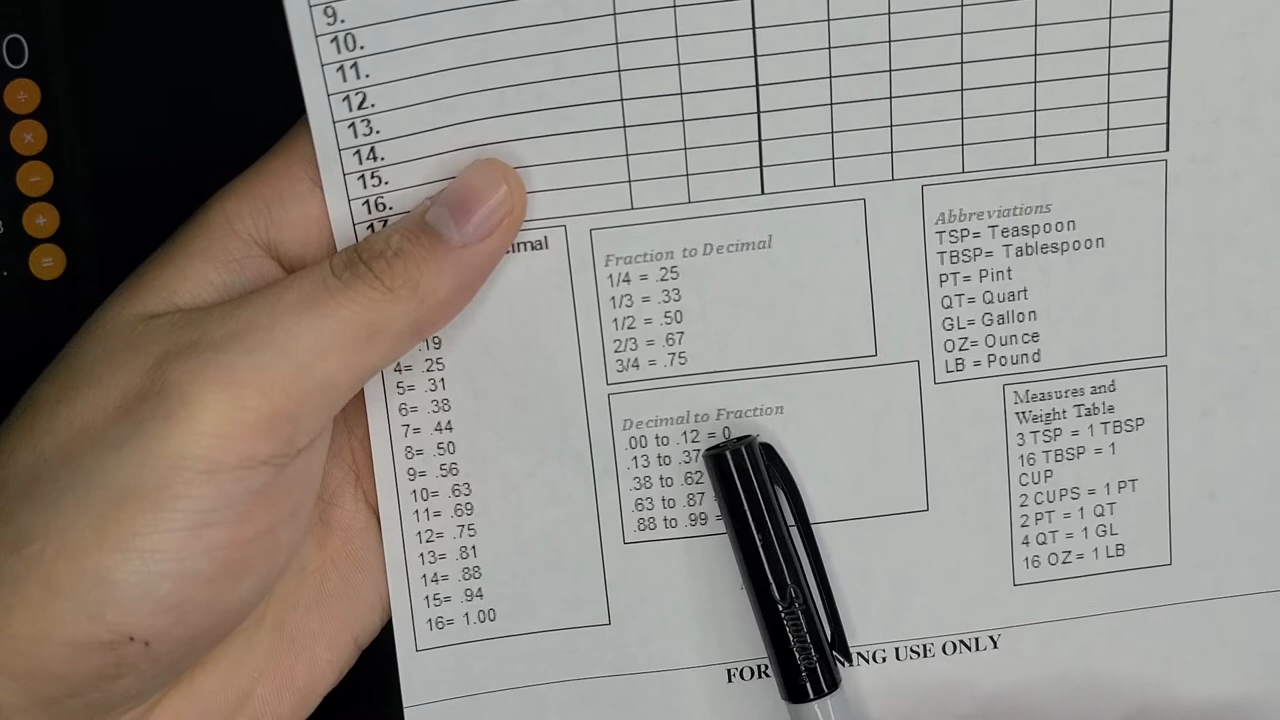 0
÷
×
−
+
=
9.
10.
11.
12.
13.
14.
15.
16.
17.
.19
4= .25
5= .31
6= .38
7= .44
8= .50
9= .56
10= .63
11= .69
12= .75
13= .81
14= .88
15= .94
16= 1.00
Fraction to Decimal
1/4 = .25
1/3 = .33
1/2 = .50
2/3 = .67
3/4 = .75
Decimal to Fraction
.00 to .12 = 0
.13 to .37
.38 to .62
.63 to .87
.88 to .99 =
Abbreviations
TSP= Teaspoon
TBSP= Tablespoon
PT= Pint
QT= Quart
GL= Gallon
OZ= Ounce
LB = Pound
Measures and
Weight Table
3 TSP = 1 TBSP
16 TBSP = 1
CUP
2 CUPS = 1 PT
2 PT = 1 QT
4 QT = 1 GL
16 OZ= 1 LB
Sharpie
FOR USE ONLY